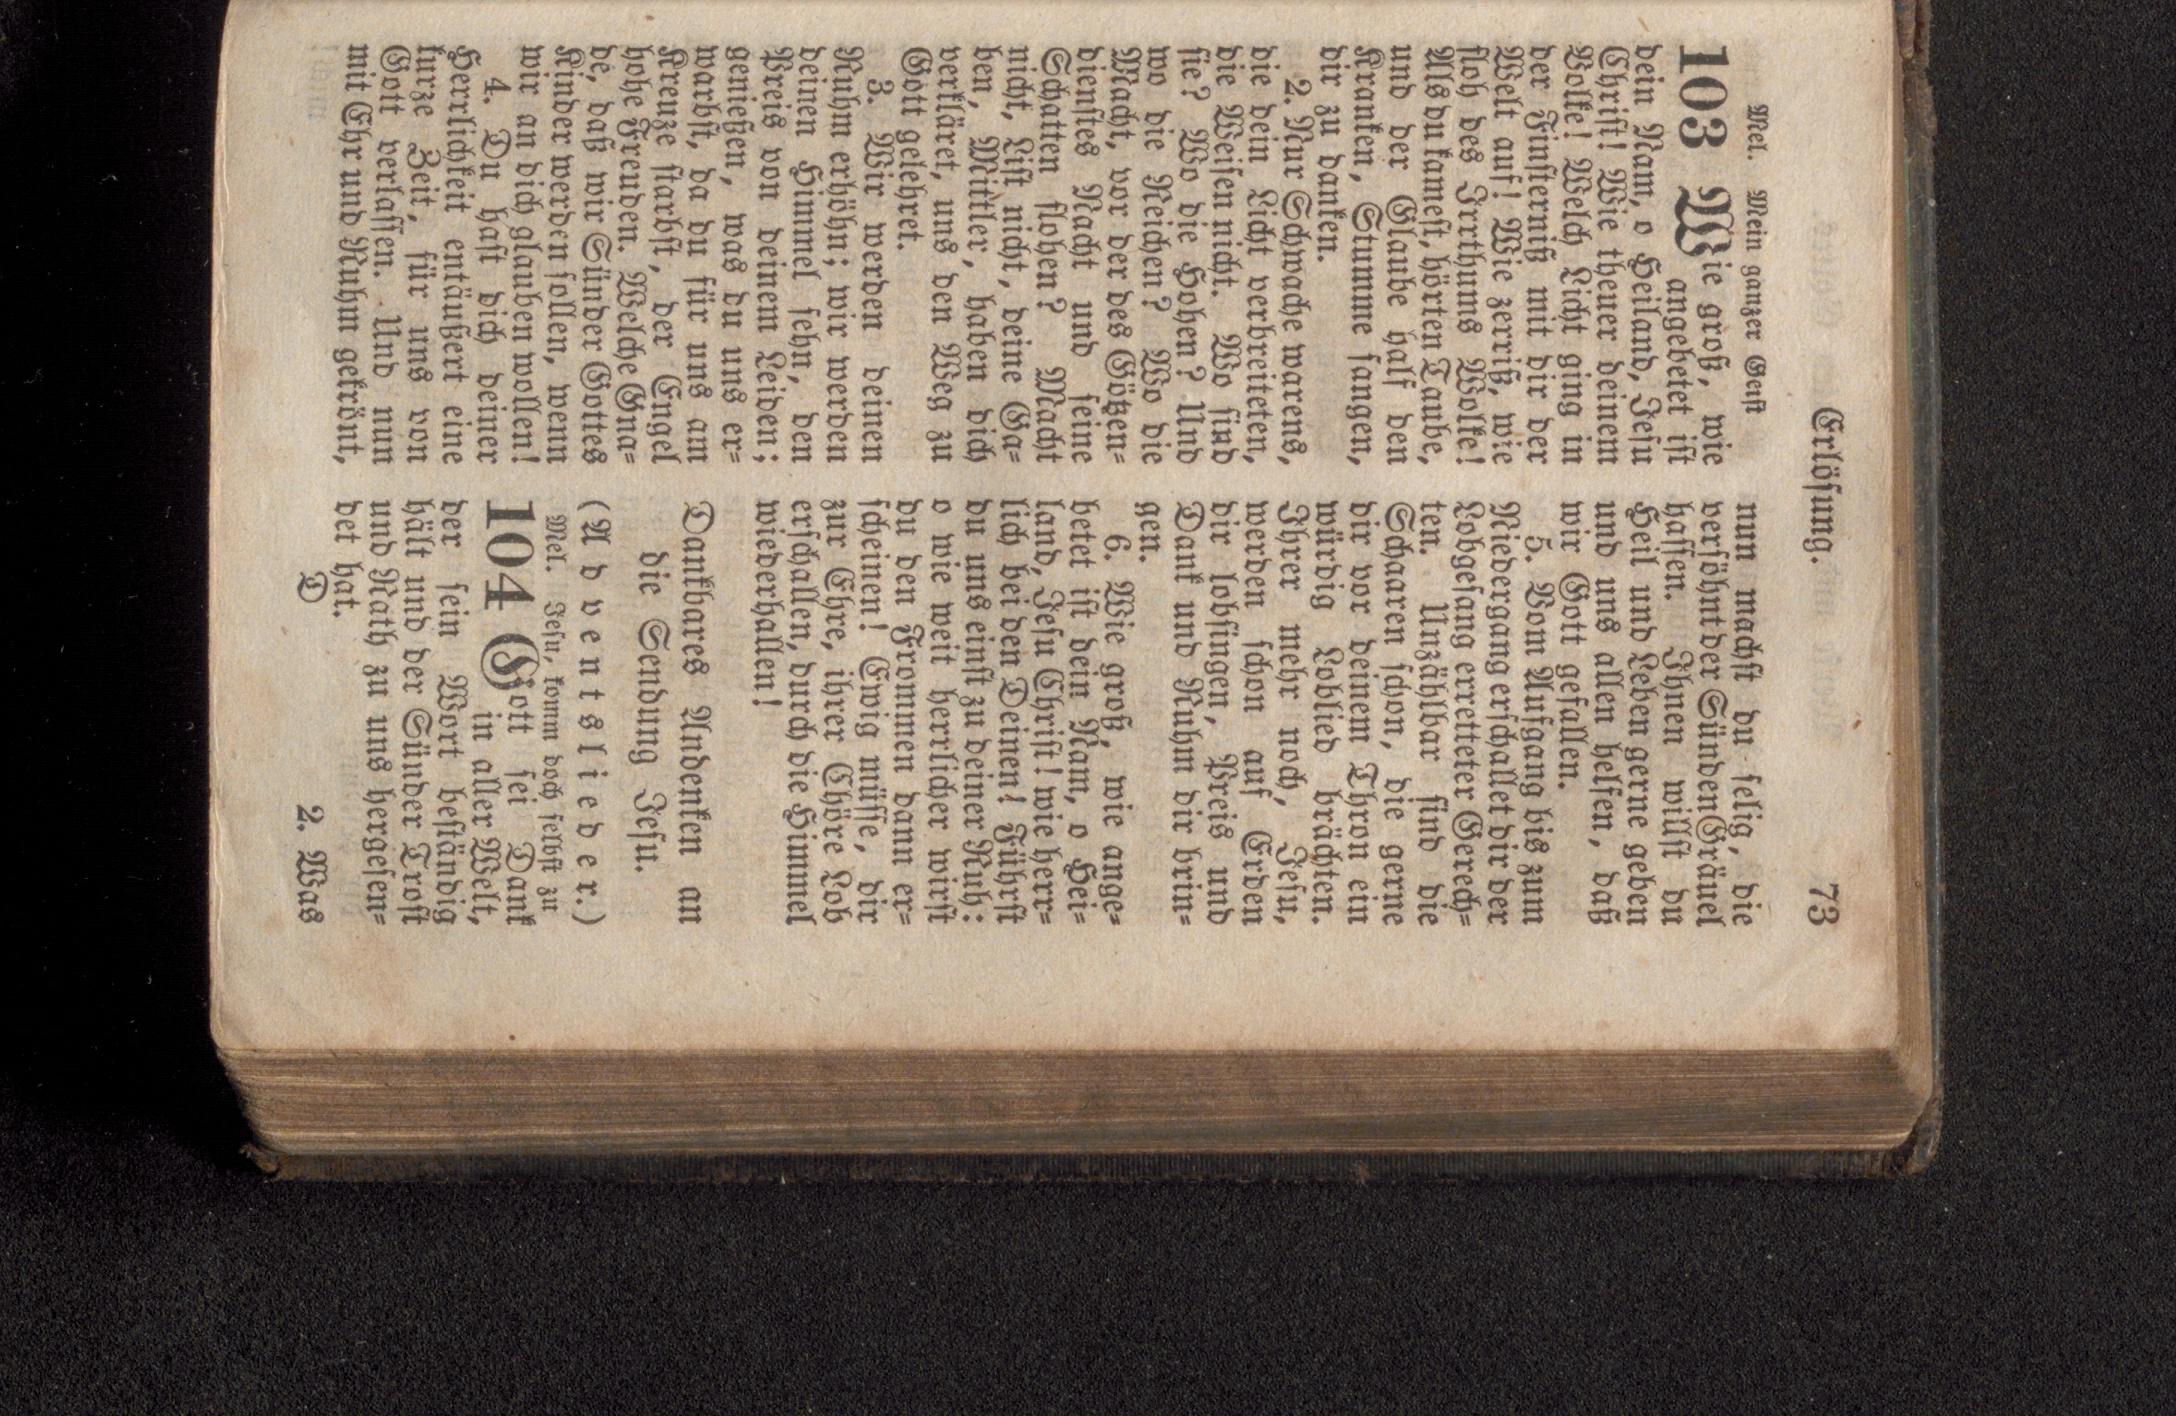 Erlösung. 73
Mel. Mein ganzer Geist
103 Wie groß, wie
angebetet ist
dein Nam, o Heiland, Jesu
Christ! Wie theuer deinem
Volke! Welch Licht ging in
der Finsterniß mit dir der
Welt auf! Wie zerriß, wie
floh des Irrthums Wolke!
Als du kamest, hörten Taube,
und der Glaube half den
Kranken, Stumme sangen,
dir zu danken.
2. Nur Schwache warens,
die dein Licht verbreiteten,
die Weisen nicht. Wo sind
sie? Wo die Hohen? Und
wo die Reichen? Wo die
Macht, vor der des Götzen-
dienstes Nacht und seine
Schatten flohen? Macht
nicht, List nicht, deine Ga-
ben, Mittler, haben dich
verkläret, uns den Weg zu
Gott gelehret.
3. Wir werden deinen
Ruhm erhöhn; wir werden
deinen Himmel sehn, den
Preis von deinem Leiden;
genießen, was du uns er-
warbst, da du für uns am
Kreuze starbst, der Engel
hohe Freuden. Welche Gna-
de, daß wir Sünder Gottes
Kinder werden sollen, wenn
wir an dich glauben wollen!
4. Du hast dich deiner
Herrlichkeit entäußert eine
kurze Zeit, für uns von
Gott verlassen. Und nun
mit Ehr und Ruhm gekrönt,
nun machst du selig, die
versöhnt der Sünden Gräuel
hassen. Ihnen willst du
Heil und Leben gerne geben
und uns allen helfen, daß
wir Gott gefallen.
5. Vom Aufgang bis zum
Niedergang erschallet dir der
Lobgesang erretteter Gerech-
ten. Unzählbar sind die
Schaaren schon, die gerne
dir vor deinem Thron ein
würdig Loblied brächten.
Ihrer mehr noch, Jesu,
werden schon auf Erden
dir lobsingen, Preis und
Dank und Ruhm dir brin-
gen.
6. Wie groß, wie ange-
betet ist dein Nam, o Hei-
land, Jesu Christ! wie herr-
lich bei den Deinen! Führst
du uns einst zu deiner Ruh:
o wie weit herrlicher wirst
du den Frommen dann er-
scheinen! Ewig müsse, dir
zur Ehre, ihrer Chöre Lob
erschallen, durch die Himmel
wiederhallen!
Dankbares Andenken an
die Sendung Jesu.
(Adventslieder.)
Mel. Jesu, komm doch selbst zu
104 Gott sei Dank
in aller Welt,
der sein Wort beständig
hält und der Sünder Trost
und Rath zu uns hergesen-
det hat.
D 2. Was